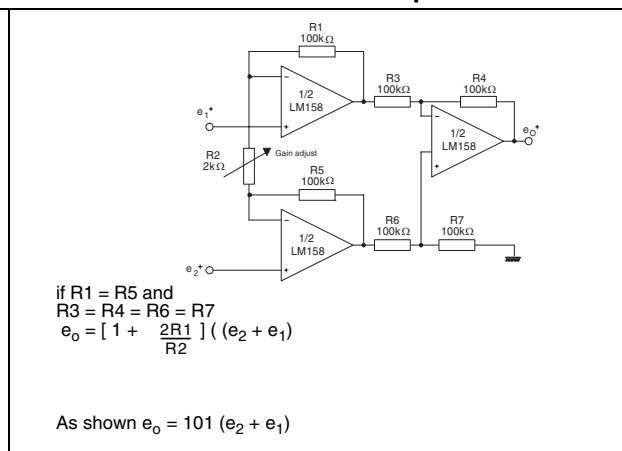 R1
100kΩ
R3
100kΩ
R4
100kΩ
1/2
LM158
e1+
eO+
1/2
LM158
R2
2kΩ
Gain adjust
R5
100kΩ
R6
100kΩ
R7
100kΩ
1/2
LM158
e2+
if R1 = R5 and
R3 = R4 = R6 = R7
eo = [ 1 + 2R1/R2 ] ( (e2 + e1)
As shown eo = 101 (e2 + e1)